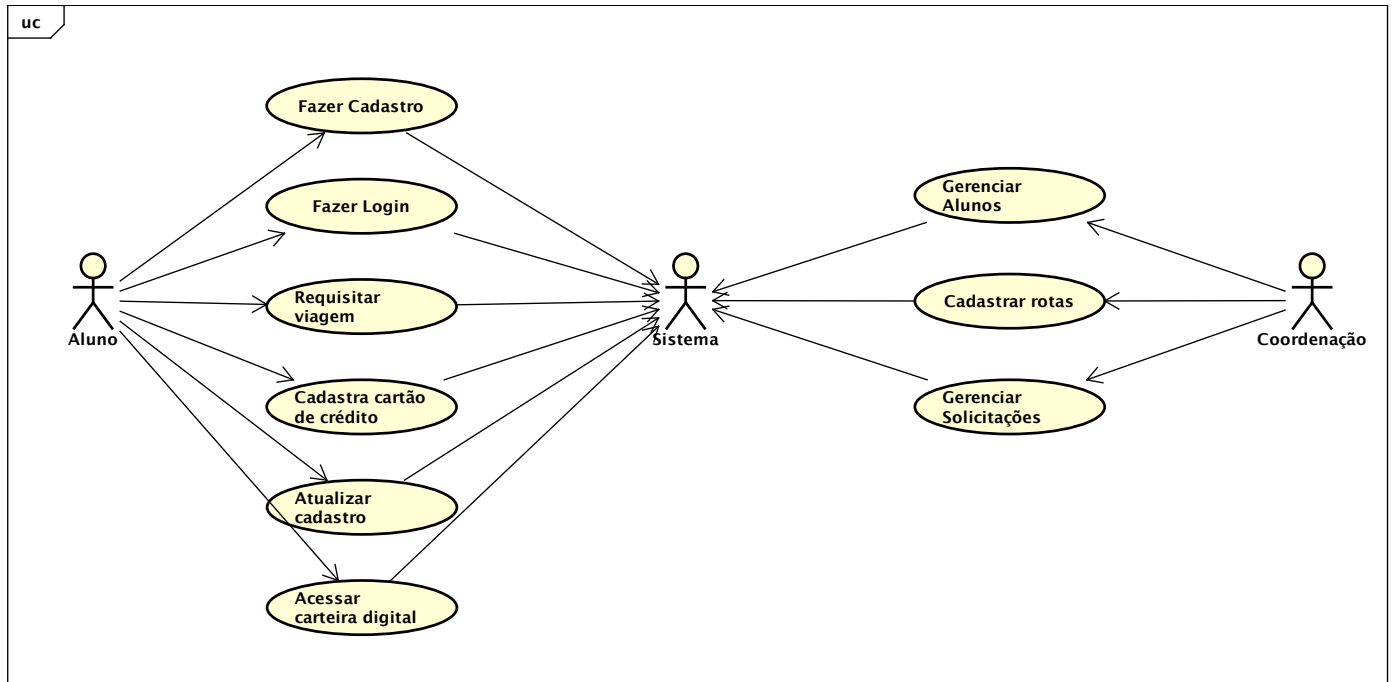 uc
Fazer Cadastro
Fazer Login
Requisitar
viagem
Cadastra cartão
de crédito
Atualizar
cadastro
Acessar
carteira digital
Aluno
Sistema
Gerenciar
Alunos
Cadastrar rotas
Gerenciar
Solicitações
Coordenação